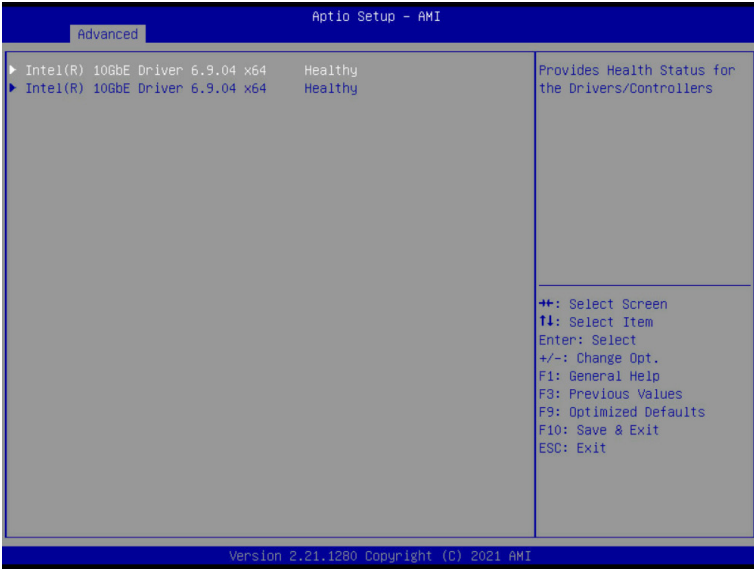 Aptio Setup – AMI
Advanced
▶ Intel(R) 10GbE Driver 6.9.04 x64 Healthy
▶ Intel(R) 10GbE Driver 6.9.04 x64 Healthy
Provides Health Status for
the Drivers/Controllers
→←: Select Screen
↑↓: Select Item
Enter: Select
+/-: Change Opt.
F1: General Help
F3: Previous Values
F9: Optimized Defaults
F10: Save & Exit
ESC: Exit
Version 2.21.1280 Copyright (C) 2021 AMI